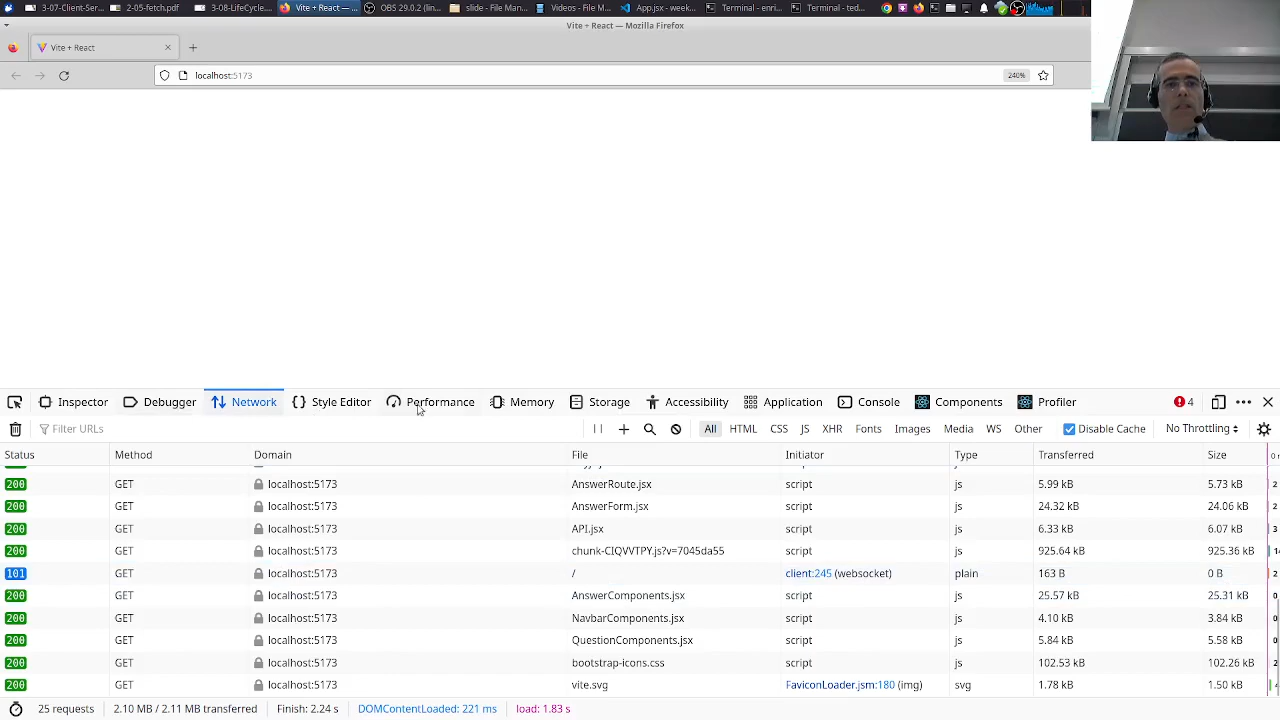 3-07-Client-Ser... 2-05-fetch.pdf 3-08-LifeCycle... Vite + React —... OBS 29.0.2 (lin... slide - File Man... Videos - File M... App.jsx - week... Terminal - enri... Terminal - ted...
Vite + React — Mozilla Firefox
Vite + React
localhost:5173 240%
Inspector Debugger Network Style Editor Performance Memory Storage Accessibility Application Console Components Profiler 4
Filter URLs All HTML CSS JS XHR Fonts Images Media WS Other Disable Cache No Throttling
Status Method Domain File Initiator Type Transferred Size
200 GET localhost:5173 AnswerRoute.jsx script js 5.99 kB 5.73 kB
200 GET localhost:5173 AnswerForm.jsx script js 24.32 kB 24.06 kB
200 GET localhost:5173 API.jsx script js 6.33 kB 6.07 kB
200 GET localhost:5173 chunk-CIQVVTPY.js?v=7045da55 script js 925.64 kB 925.36 kB
101 GET localhost:5173 / client:245 (websocket) plain 163 B 0 B
200 GET localhost:5173 AnswerComponents.jsx script js 25.57 kB 25.31 kB
200 GET localhost:5173 NavbarComponents.jsx script js 4.10 kB 3.84 kB
200 GET localhost:5173 QuestionComponents.jsx script js 5.84 kB 5.58 kB
200 GET localhost:5173 bootstrap-icons.css script js 102.53 kB 102.26 kB
200 GET localhost:5173 vite.svg FaviconLoader.jsm:180 (img) svg 1.78 kB 1.50 kB
25 requests 2.10 MB / 2.11 MB transferred Finish: 2.24 s DOMContentLoaded: 221 ms load: 1.83 s